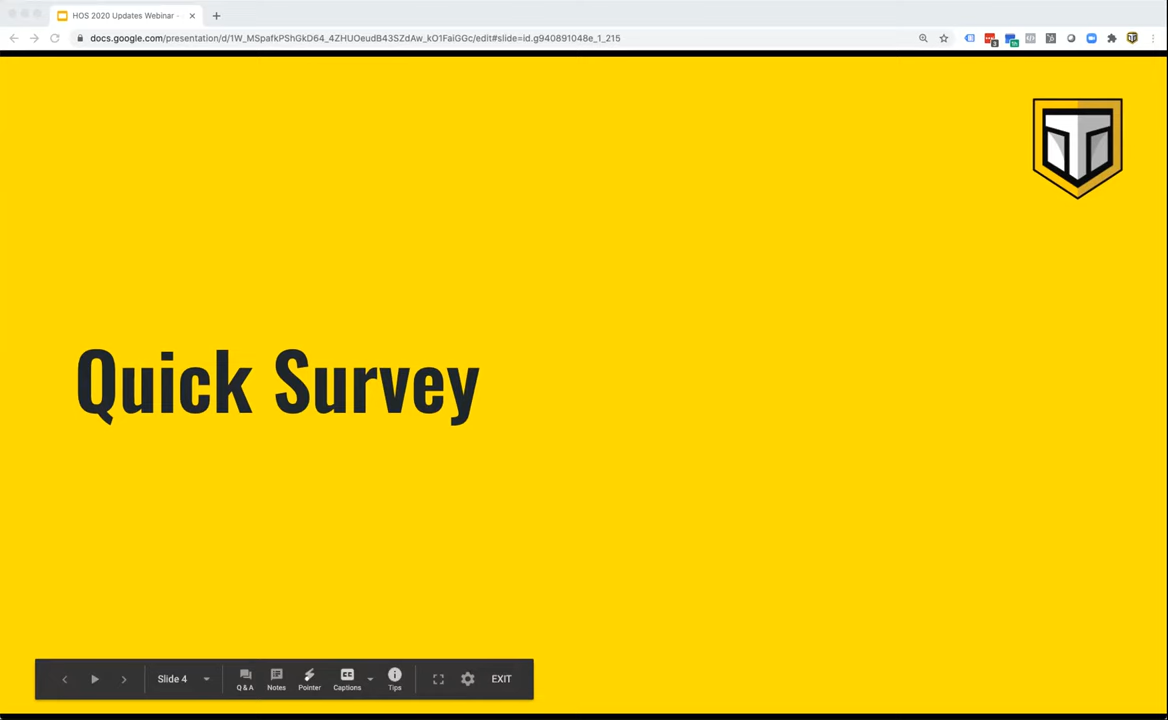 HOS 2020 Updates Webinar -
docs.google.com/presentation/d/1W_MSpafkPShGkD64_4ZHUOeudB43SZdAw_kO1FaiGGc/edit#slide=id.g940891048e_1_215
Quick Survey
Slide 4
Q & A
Notes
Pointer
CC
Captions
Tips
EXIT